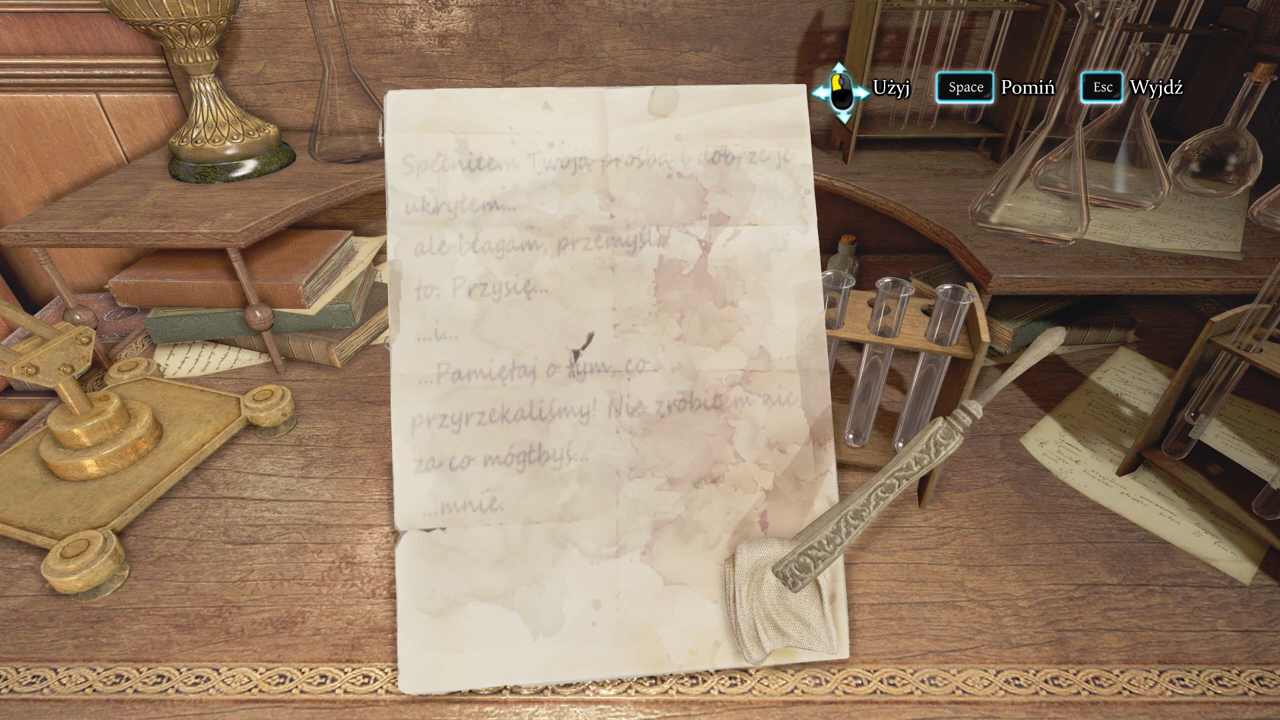 Użyj Space Pomiń Esc Wyjdź
Spełniłem Twoją prośbę i dobrze je
ukryłem...
ale błagam, przemyśl...
to. Przysię...
...u...
...Pamiętaj o tym, co
przyrzekaliśmy! Nie zrobiłem nic
za co mógłbyś...
...mnie.